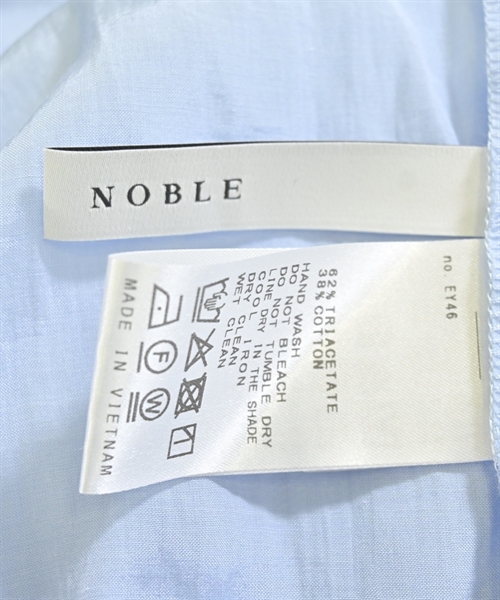 NOBLE
no. EY46
62% TRIACETATE
38% COTTON
HAND WASH
DO NOT BLEACH
DO NOT TUMBLE DRY
LINE DRY IN THE SHADE
COOL IRON
DRY CLEAN
WET CLEAN
F
W
MADE IN VIETNAM